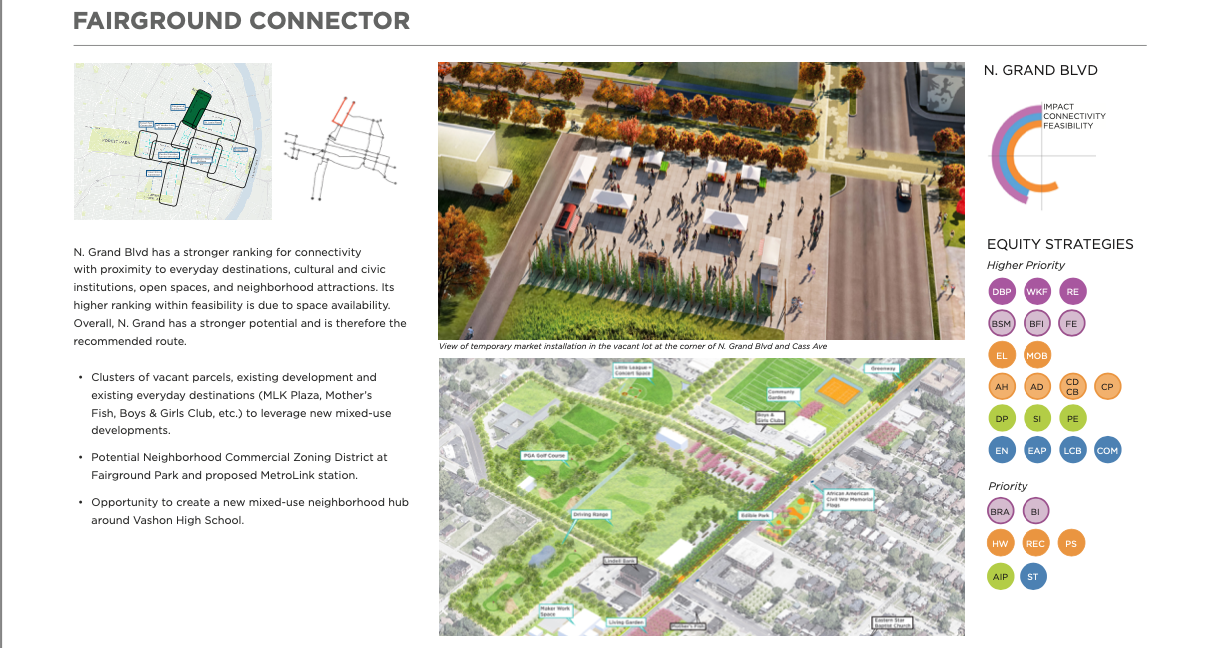 FAIRGROUND CONNECTOR
FOREST PARK
N. Grand Blvd has a stronger ranking for connectivity
with proximity to everyday destinations, cultural and civic
institutions, open spaces, and neighborhood attractions. Its
higher ranking within feasibility is due to space availability.
Overall, N. Grand has a stronger potential and is therefore the
recommended route.
• Clusters of vacant parcels, existing development and
existing everyday destinations (MLK Plaza, Mother's
Fish, Boys & Girls Club, etc.) to leverage new mixed-use
developments.
• Potential Neighborhood Commercial Zoning District at
Fairground Park and proposed MetroLink station.
• Opportunity to create a new mixed-use neighborhood hub
around Vashon High School.
View of temporary market installation in the vacant lot at the corner of N. Grand Blvd and Cass Ave
Little League +
Concert Space
Greenway
Community
Garden
Boys &
Girls Clubs
PGA Golf Course
African American
Civil War Memorial
Flags
Driving Range
Edible Park
Lindell Bank
Maker Work
Space
Living Garden
Mother's Fish
Eastern Star
Baptist Church
N. GRAND BLVD
IMPACT
CONNECTIVITY
FEASIBILITY
EQUITY STRATEGIES
Higher Priority
DBP WKF RE
BSM BFI FE
EL MOB
AH AD CD CB CP
DP SI PE
EN EAP LCB COM
Priority
BRA BI
HW REC PS
AIP ST